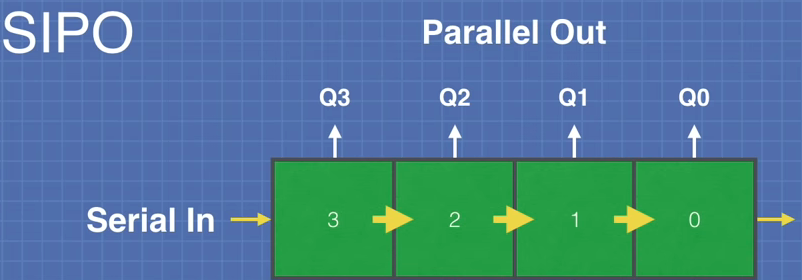 SIPO
Parallel Out
Q3 Q2 Q1 Q0
Serial In 3 2 1 0